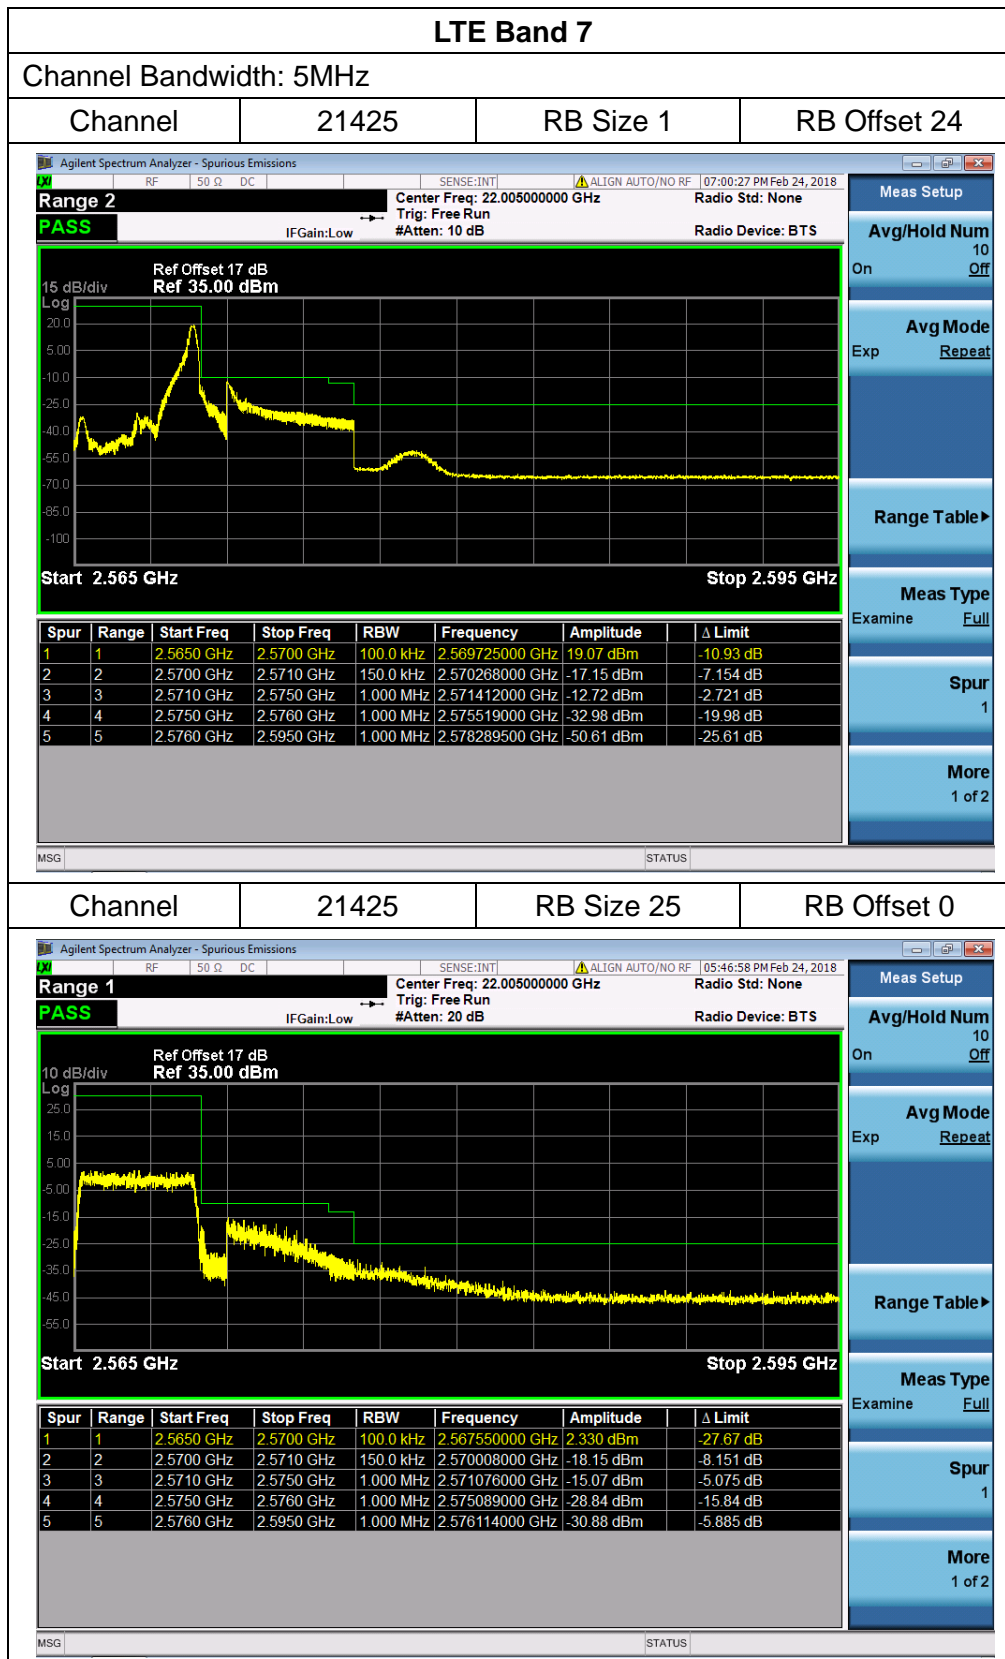 LTE Band 7
Channel Bandwidth: 5MHz
Channel 21425 RB Size 1 RB Offset 24
Agilent Spectrum Analyzer - Spurious Emissions
LXI RF 50 Ω DC SENSE:INT ALIGN AUTO/NO RF 07:00:27 PM Feb 24, 2018
Range 2 Center Freq: 22.005000000 GHz Radio Std: None
Trig: Free Run
PASS IFGain:Low #Atten: 10 dB Radio Device: BTS
Ref Offset 17 dB
15 dB/div Ref 35.00 dBm
Log
20.0
5.00
-10.0
-25.0
-40.0
-55.0
-70.0
-85.0
-100
Start 2.565 GHz Stop 2.595 GHz
Spur Range Start Freq Stop Freq RBW Frequency Amplitude Δ Limit
1 1 2.5650 GHz 2.5700 GHz 100.0 kHz 2.569725000 GHz 19.07 dBm -10.93 dB
2 2 2.5700 GHz 2.5710 GHz 150.0 kHz 2.570268000 GHz -17.15 dBm -7.154 dB
3 3 2.5710 GHz 2.5750 GHz 1.000 MHz 2.571412000 GHz -12.72 dBm -2.721 dB
4 4 2.5750 GHz 2.5760 GHz 1.000 MHz 2.575519000 GHz -32.98 dBm -19.98 dB
5 5 2.5760 GHz 2.5950 GHz 1.000 MHz 2.578289500 GHz -50.61 dBm -25.61 dB
MSG STATUS
Meas Setup
Avg/Hold Num
10
On Off
Avg Mode
Exp Repeat
Range Table
Meas Type
Examine Full
Spur
1
More
1 of 2
Channel 21425 RB Size 25 RB Offset 0
Agilent Spectrum Analyzer - Spurious Emissions
LXI RF 50 Ω DC SENSE:INT ALIGN AUTO/NO RF 05:46:58 PM Feb 24, 2018
Range 1 Center Freq: 22.005000000 GHz Radio Std: None
Trig: Free Run
PASS IFGain:Low #Atten: 20 dB Radio Device: BTS
Ref Offset 17 dB
10 dB/div Ref 35.00 dBm
Log
25.0
15.0
5.00
-5.00
-15.0
-25.0
-35.0
-45.0
-55.0
Start 2.565 GHz Stop 2.595 GHz
Spur Range Start Freq Stop Freq RBW Frequency Amplitude Δ Limit
1 1 2.5650 GHz 2.5700 GHz 100.0 kHz 2.567550000 GHz 2.330 dBm -27.67 dB
2 2 2.5700 GHz 2.5710 GHz 150.0 kHz 2.570008000 GHz -18.15 dBm -8.151 dB
3 3 2.5710 GHz 2.5750 GHz 1.000 MHz 2.571076000 GHz -15.07 dBm -5.075 dB
4 4 2.5750 GHz 2.5760 GHz 1.000 MHz 2.575089000 GHz -28.84 dBm -15.84 dB
5 5 2.5760 GHz 2.5950 GHz 1.000 MHz 2.576114000 GHz -30.88 dBm -5.885 dB
MSG STATUS
Meas Setup
Avg/Hold Num
10
On Off
Avg Mode
Exp Repeat
Range Table
Meas Type
Examine Full
Spur
1
More
1 of 2